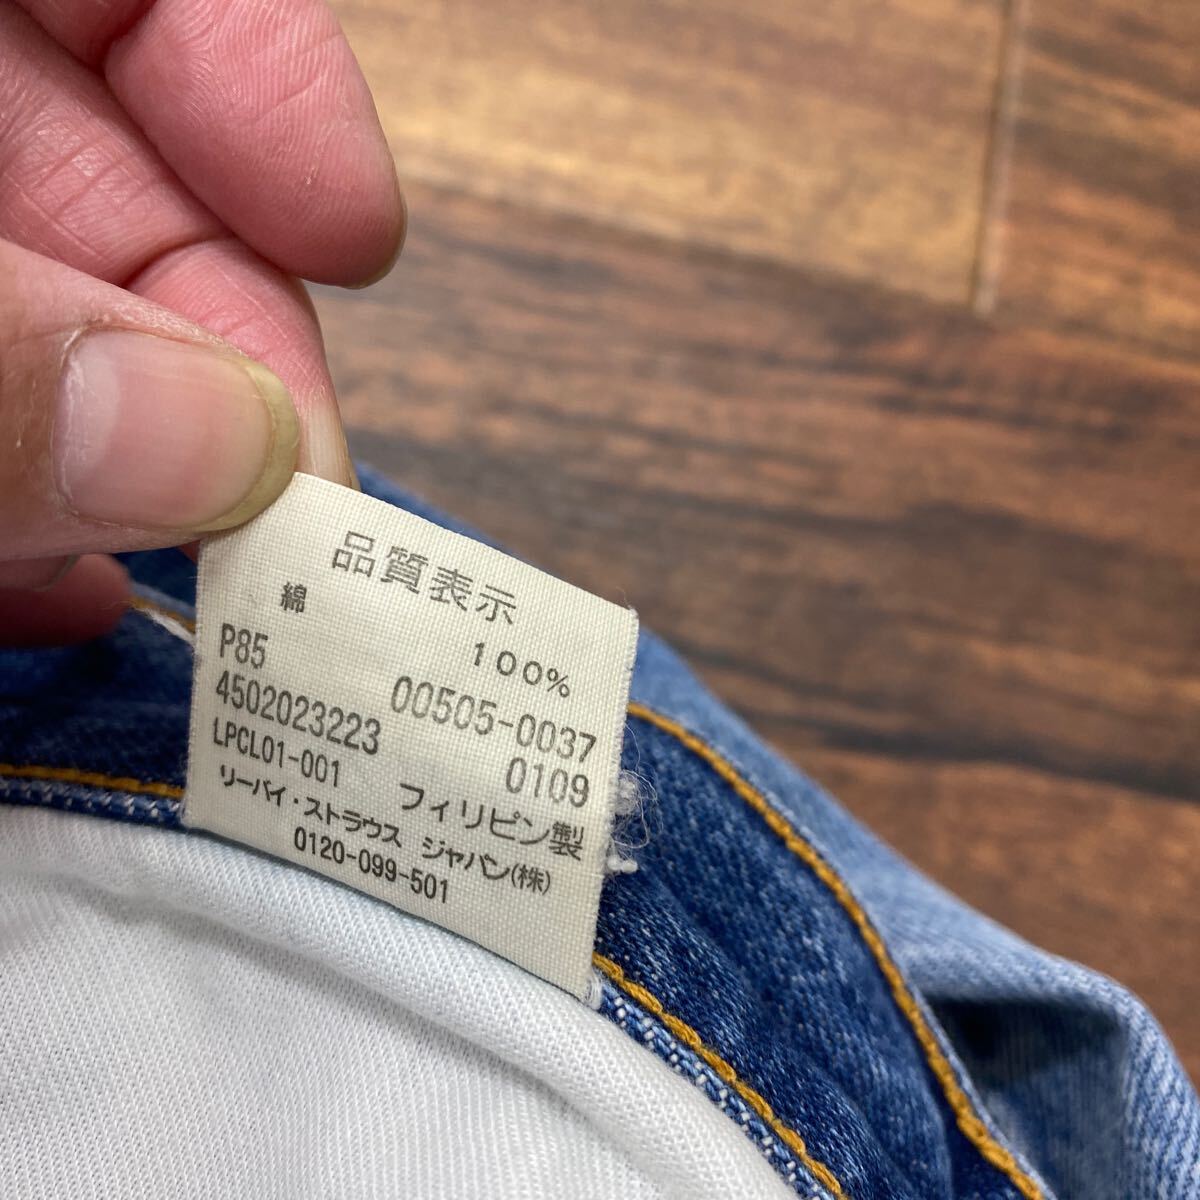 品質表示
綿 100%
P85 00505-0037
4502023223 0109
LPCL01-001 フィリピン製
リーバイ・ストラウス ジャパン(株)
0120-099-501